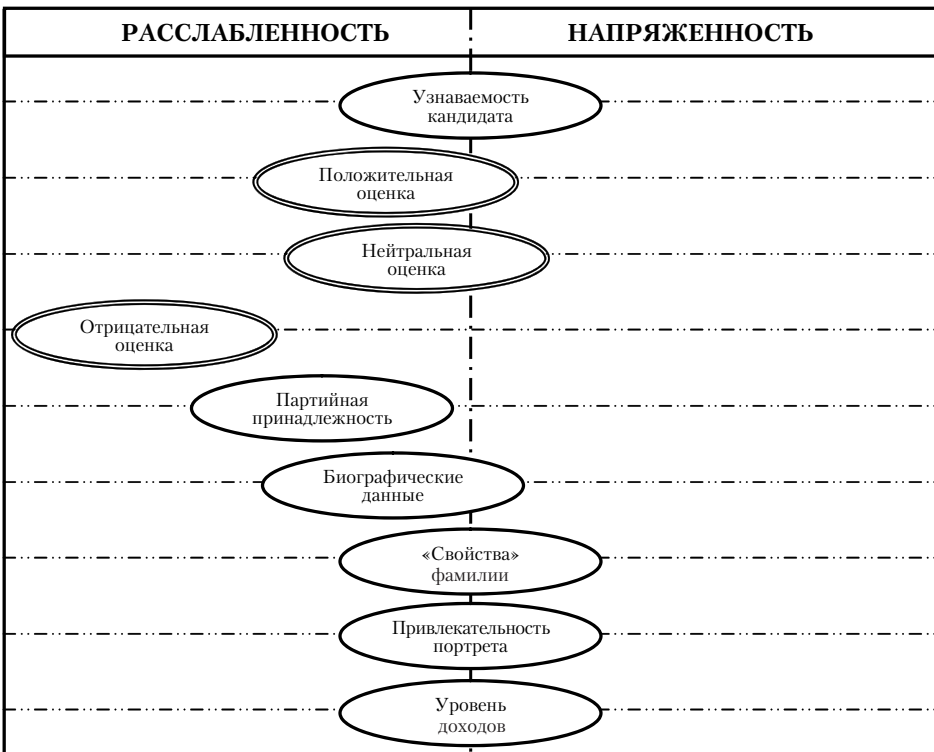 РАССЛАБЛЕННОСТЬ НАПРЯЖЕННОСТЬ
Узнаваемость
кандидата
Положительная
оценка
Нейтральная
оценка
Отрицательная
оценка
Партийная
принадлежность
Биографические
данные
«Свойства»
фамилии
Привлекательность
портрета
Уровень
доходов